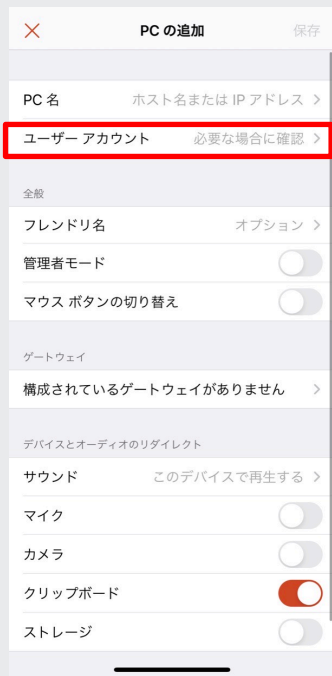 PC の追加 保存
PC 名 ホスト名または IP アドレス
ユーザー アカウント 必要な場合に確認
全般
フレンドリ名 オプション
管理者モード
マウス ボタンの切り替え
ゲートウェイ
構成されているゲートウェイがありません
デバイスとオーディオのリダイレクト
サウンド このデバイスで再生する
マイク
カメラ
クリップボード
ストレージ